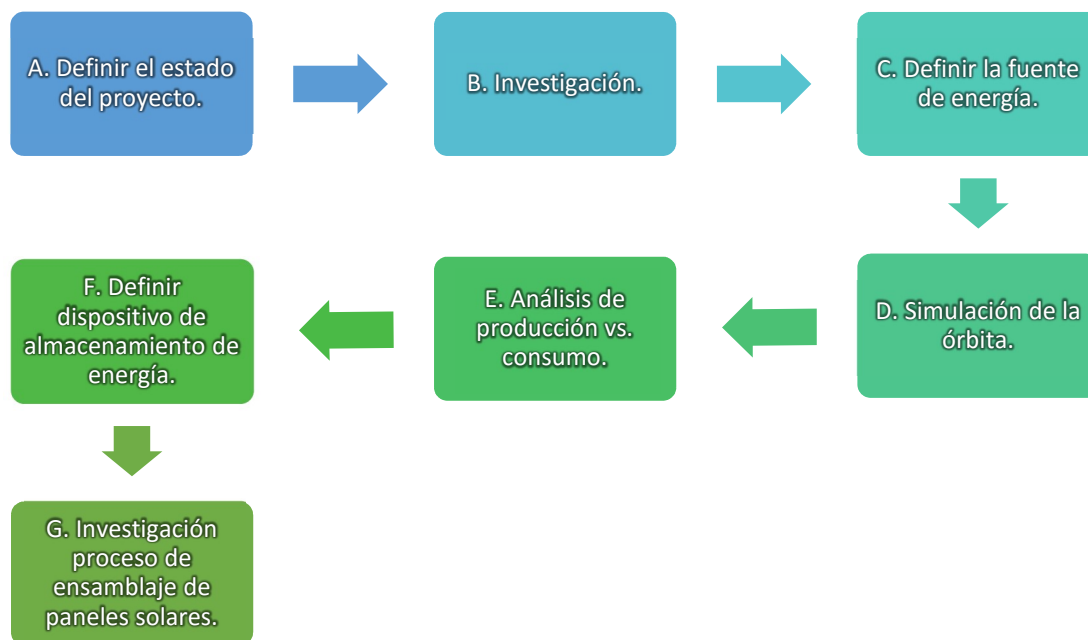 A. Definir el estado
del proyecto.
B. Investigación.
C. Definir la fuente
de energía.
D. Simulación de la
órbita.
E. Análisis de
producción vs.
consumo.
F. Definir
dispositivo de
almacenamiento de
energía.
G. Investigación
proceso de
ensamblaje de
paneles solares.